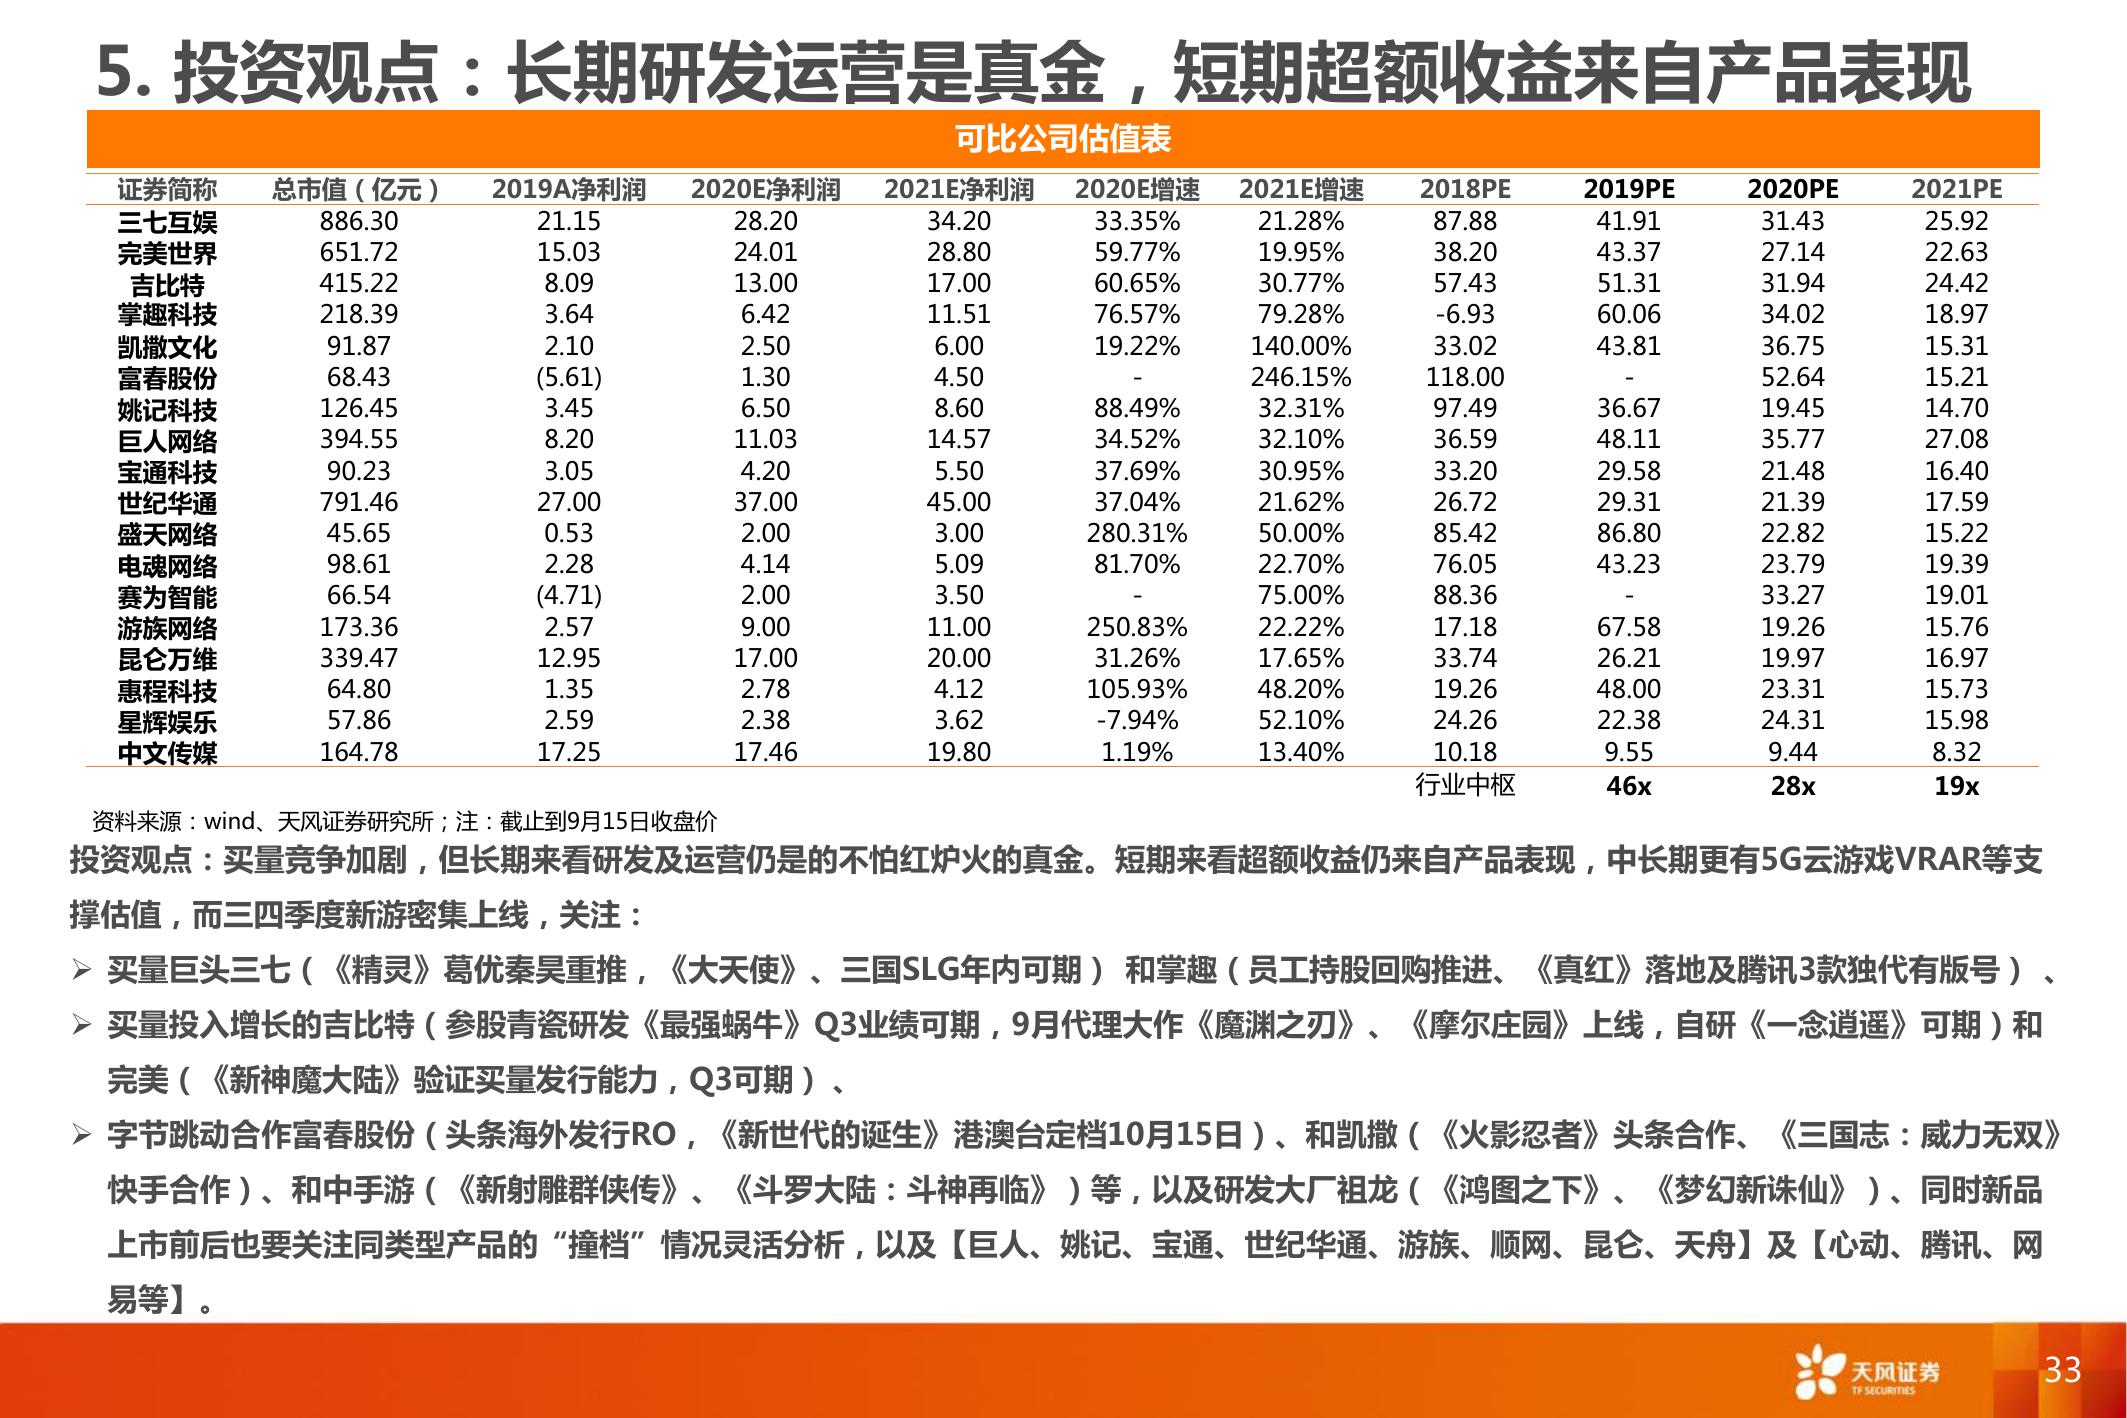 5. 投资观点：长期研发运营是真金，短期超额收益来自产品表现
可比公司估值表
证券简称 总市值（亿元） 2019A净利润 2020E净利润 2021E净利润 2020E增速 2021E增速 2018PE 2019PE 2020PE 2021PE
三七互娱 886.30 21.15 28.20 34.20 33.35% 21.28% 87.88 41.91 31.43 25.92
完美世界 651.72 15.03 24.01 28.80 59.77% 19.95% 38.20 43.37 27.14 22.63
吉比特 415.22 8.09 13.00 17.00 60.65% 30.77% 57.43 51.31 31.94 24.42
掌趣科技 218.39 3.64 6.42 11.51 76.57% 79.28% -6.93 60.06 34.02 18.97
凯撒文化 91.87 2.10 2.50 6.00 19.22% 140.00% 33.02 43.81 36.75 15.31
富春股份 68.43 (5.61) 1.30 4.50 - 246.15% 118.00 - 52.64 15.21
姚记科技 126.45 3.45 6.50 8.60 88.49% 32.31% 97.49 36.67 19.45 14.70
巨人网络 394.55 8.20 11.03 14.57 34.52% 32.10% 36.59 48.11 35.77 27.08
宝通科技 90.23 3.05 4.20 5.50 37.69% 30.95% 33.20 29.58 21.48 16.40
世纪华通 791.46 27.00 37.00 45.00 37.04% 21.62% 26.72 29.31 21.39 17.59
盛天网络 45.65 0.53 2.00 3.00 280.31% 50.00% 85.42 86.80 22.82 15.22
电魂网络 98.61 2.28 4.14 5.09 81.70% 22.70% 76.05 43.23 23.79 19.39
赛为智能 66.54 (4.71) 2.00 3.50 - 75.00% 88.36 - 33.27 19.01
游族网络 173.36 2.57 9.00 11.00 250.83% 22.22% 17.18 67.58 19.26 15.76
昆仑万维 339.47 12.95 17.00 20.00 31.26% 17.65% 33.74 26.21 19.97 16.97
惠程科技 64.80 1.35 2.78 4.12 105.93% 48.20% 19.26 48.00 23.31 15.73
星辉娱乐 57.86 2.59 2.38 3.62 -7.94% 52.10% 24.26 22.38 24.31 15.98
中文传媒 164.78 17.25 17.46 19.80 1.19% 13.40% 10.18 9.55 9.44 8.32
行业中枢 46x 28x 19x
资料来源：wind、天风证券研究所；注：截止到9月15日收盘价
投资观点：买量竞争加剧，但长期来看研发及运营仍是的不怕红炉火的真金。短期来看超额收益仍来自产品表现，中长期更有5G云游戏VRAR等支
撑估值，而三四季度新游密集上线，关注：
➢ 买量巨头三七（《精灵》葛优秦昊重推，《大天使》、三国SLG年内可期） 和掌趣（员工持股回购推进、《真红》落地及腾讯3款独代有版号）、
➢ 买量投入增长的吉比特（参股青瓷研发《最强蜗牛》Q3业绩可期，9月代理大作《魔渊之刃》、《摩尔庄园》上线，自研《一念逍遥》可期）和
完美（《新神魔大陆》验证买量发行能力，Q3可期）、
➢ 字节跳动合作富春股份（头条海外发行RO，《新世代的诞生》港澳台定档10月15日）、和凯撒（《火影忍者》头条合作、《三国志：威力无双》
快手合作）、和中手游（《新射雕群侠传》、《斗罗大陆：斗神再临》）等，以及研发大厂祖龙（《鸿图之下》、《梦幻新诛仙》）、同时新品
上市前后也要关注同类型产品的“撞档”情况灵活分析，以及【巨人、姚记、宝通、世纪华通、游族、顺网、昆仑、天舟】及【心动、腾讯、网
易等】。
天风证券
TF SECURITIES
33